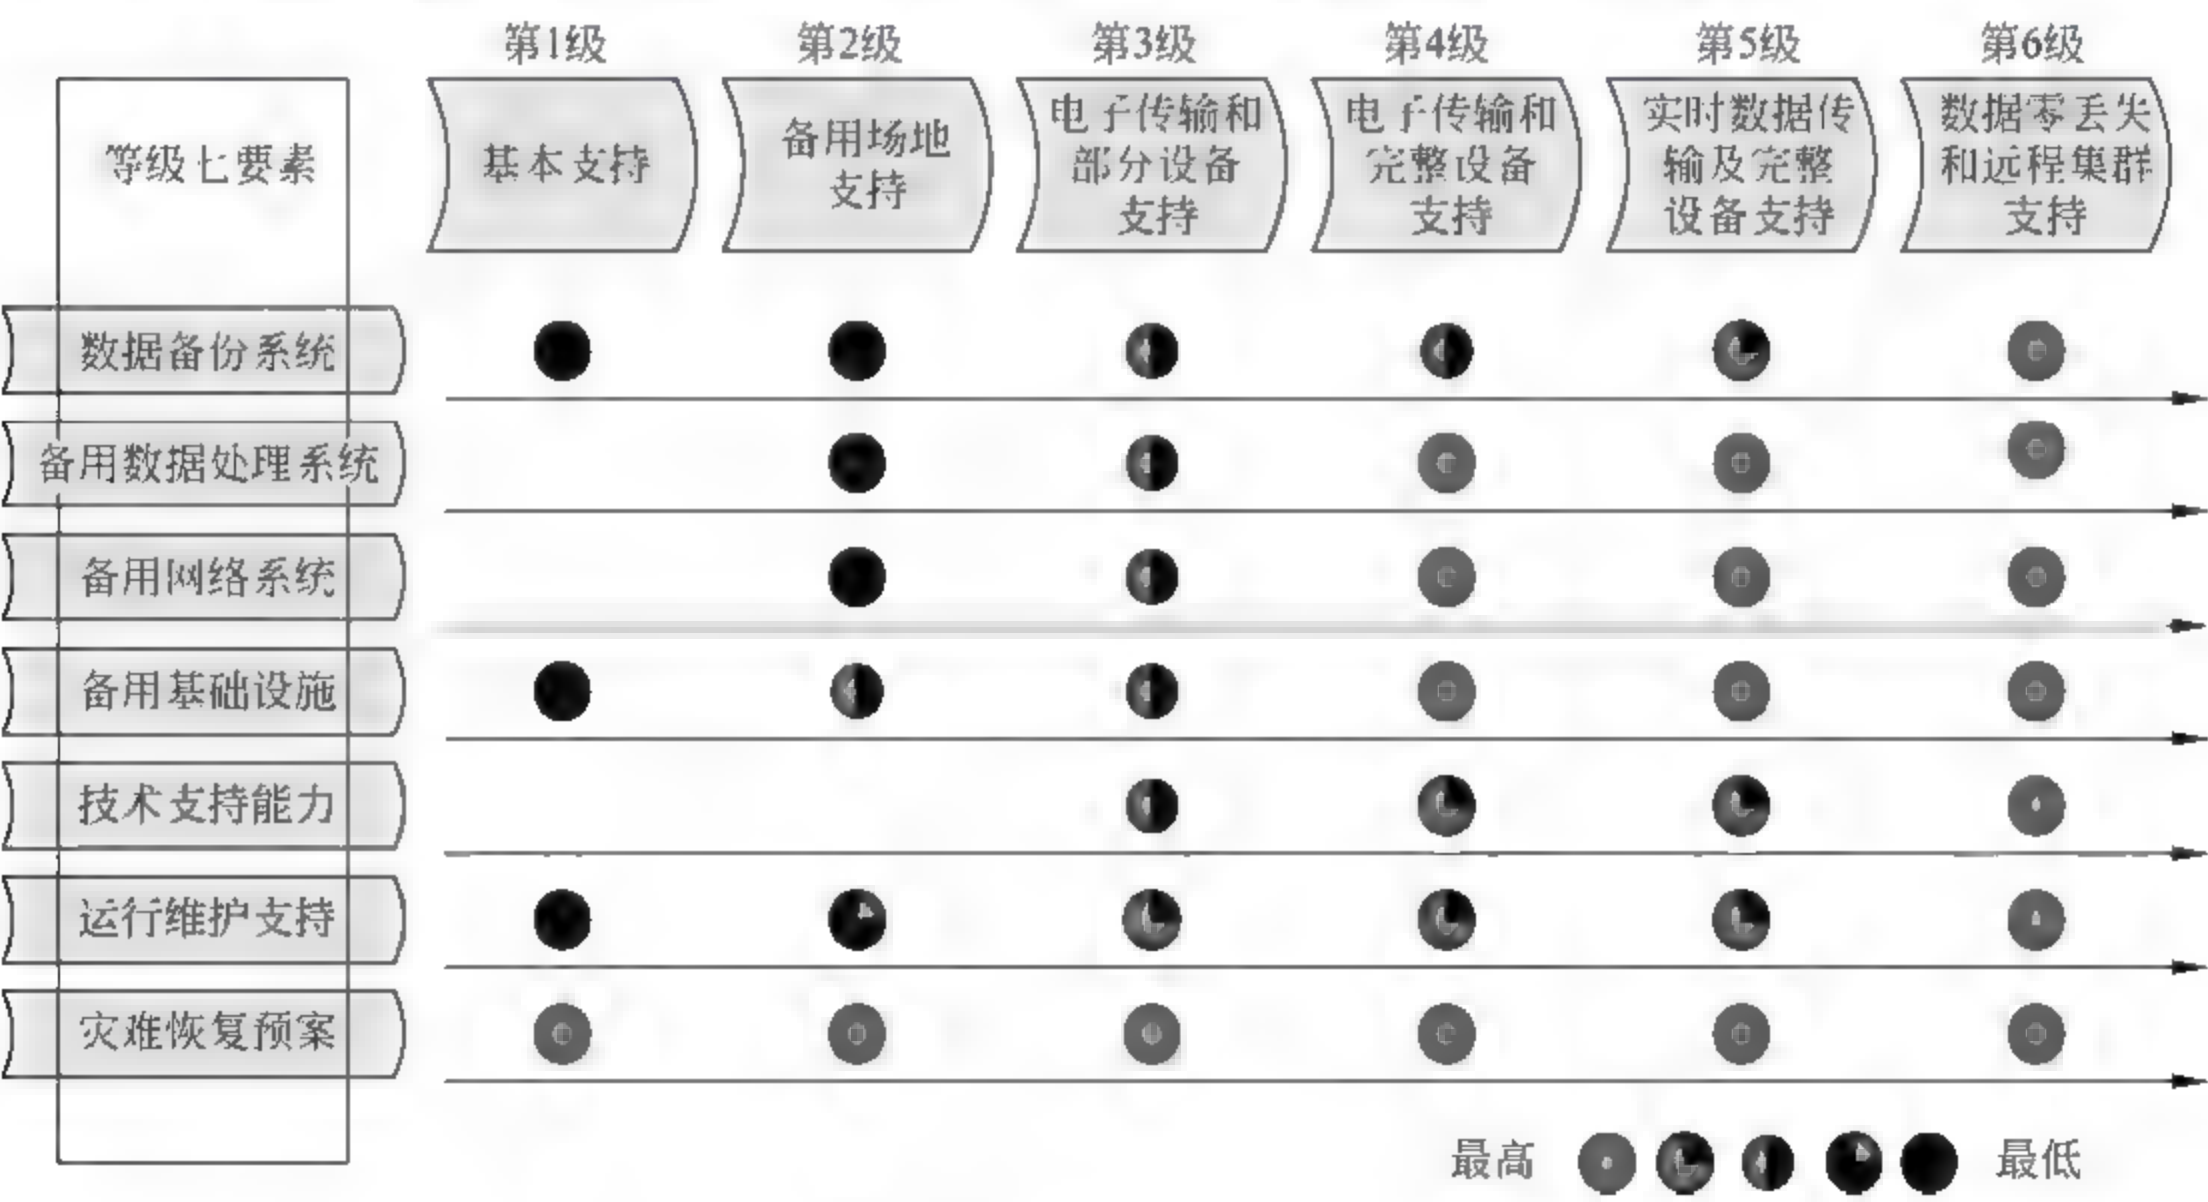 第1级
第2级
第3级
第4级
第5级
第6级
等级七要素
基本支持
备用场地
支持
电子传输和
部分设备
支持
电子传输和
完整设备
支持
实时数据传
输及完整
设备支持
数据零丢失
和远程集群
支持
数据备份系统
备用数据处理系统
备用网络系统
备用基础设施
技术支持能力
运行维护支持
灾难恢复预案
最高
最低